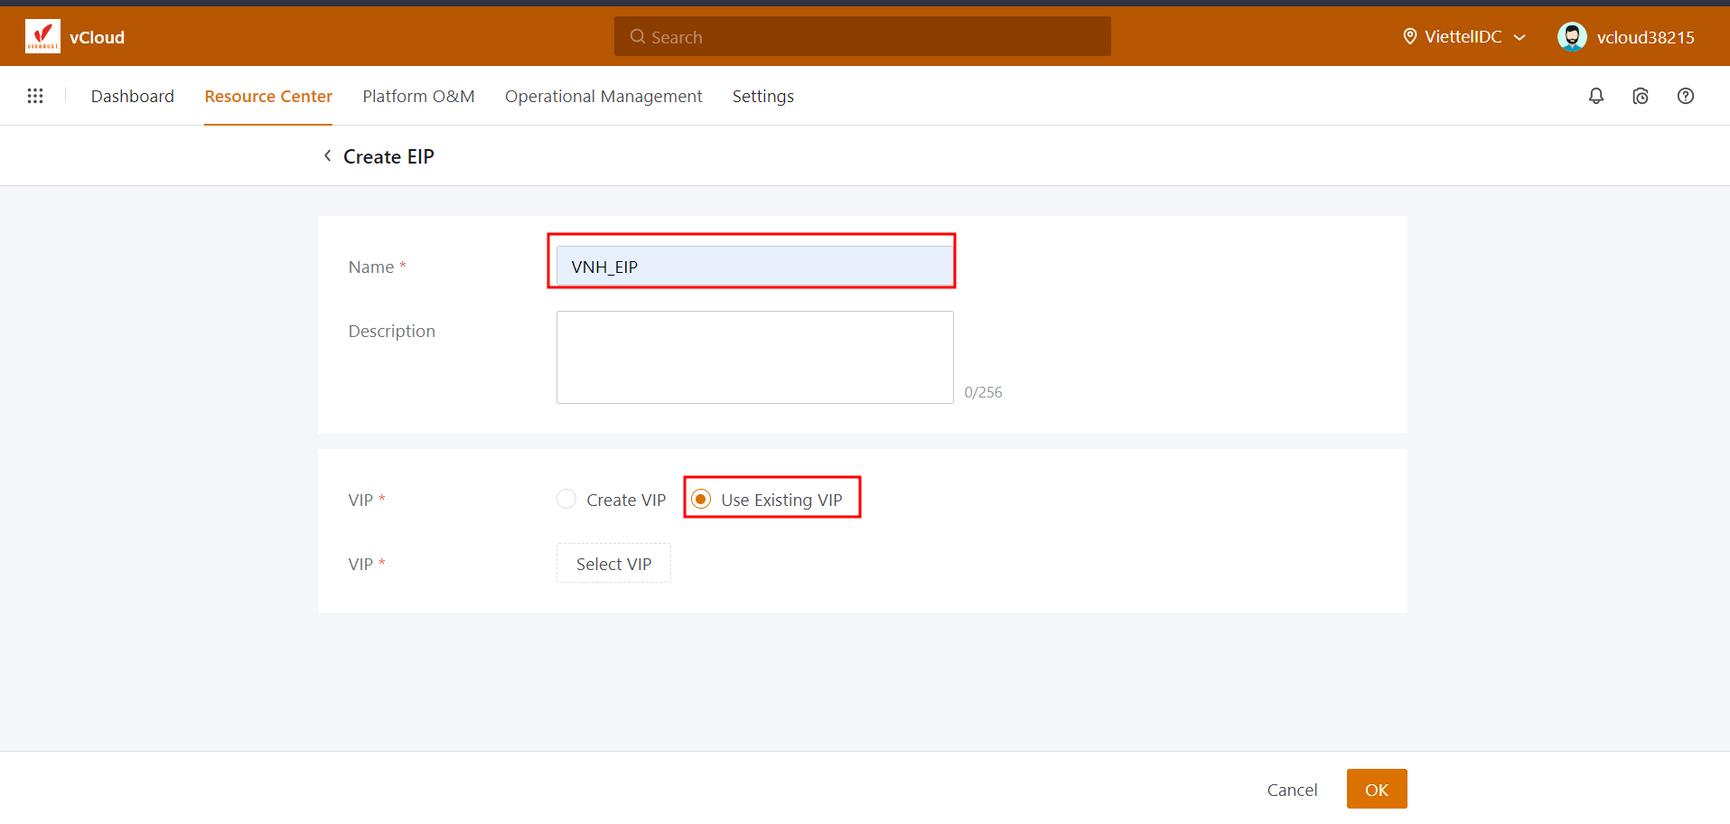 vCloud
Search
ViettelIDC
vcloud38215
Dashboard Resource Center Platform O&M Operational Management Settings
Create EIP
Name *
VNH_EIP
Description
0/256
VIP * Create VIP Use Existing VIP
VIP * Select VIP
Cancel OK